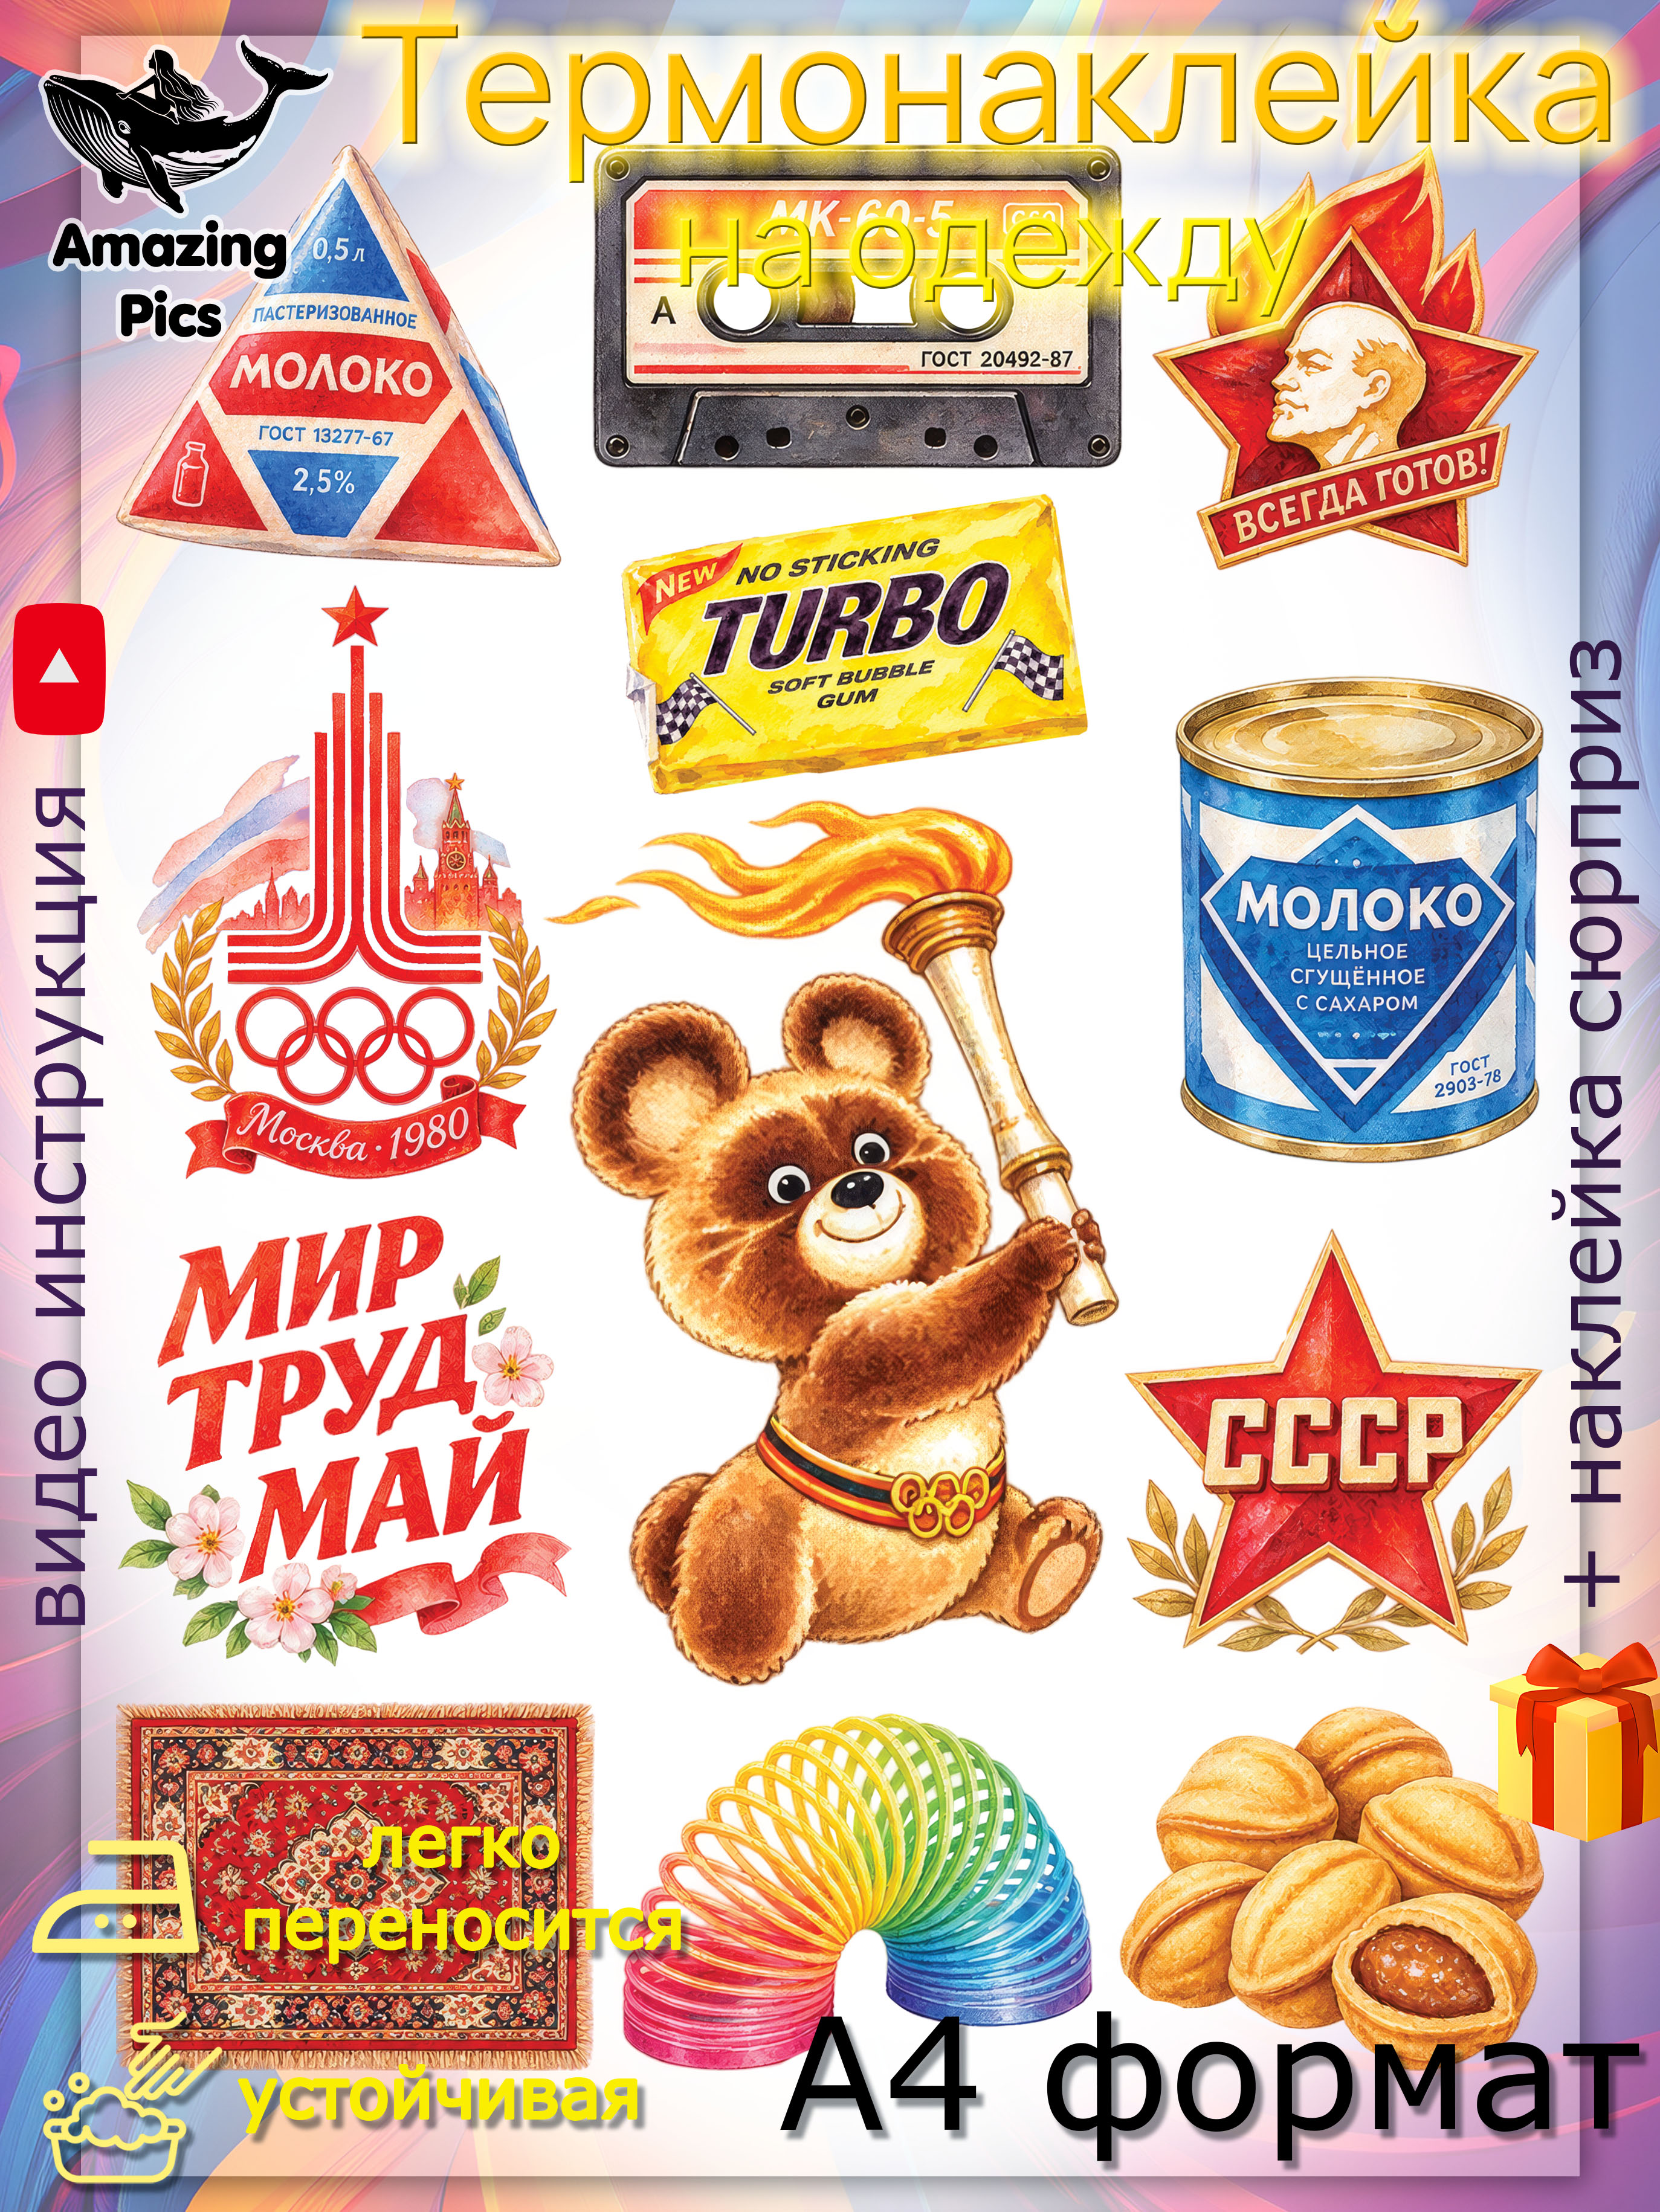 Термонаклейка
на одежду
Amazing
Pics
0,5 л
ПАСТЕРИЗОВАННОЕ
МОЛОКО
ГОСТ 13277-67
2,5%
МК-60-5
A
ГОСТ 20492-87
ВСЕГДА ГОТОВ!
NEW
NO STICKING
TURBO
SOFT BUBBLE
GUM
Москва · 1980
МОЛОКО
ЦЕЛЬНОЕ
СГУЩЁННОЕ
С САХАРОМ
ГОСТ
2903-78
МИР
ТРУД
МАЙ
СССР
видео инструкция
+ наклейка сюрприз
легко
переносится
устойчивая
А4 формат